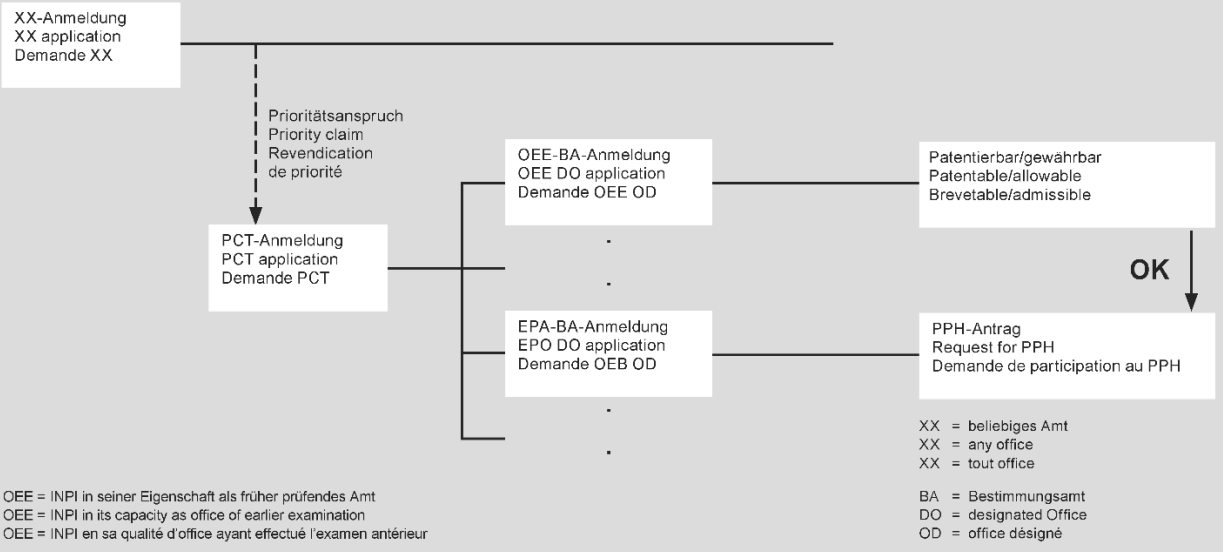 XX-Anmeldung
XX application
Demande XX
Prioritätsanspruch
Priority claim
Revendication
de priorité
PCT-Anmeldung
PCT application
Demande PCT
OEE-BA-Anmeldung
OEE DO application
Demande OEE OD
Patentierbar/gewährbar
Patentable/allowable
Brevetable/admissible
OK
EPA-BA-Anmeldung
EPO DO application
Demande OEB OD
PPH-Antrag
Request for PPH
Demande de participation au PPH
XX = beliebiges Amt
XX = any office
XX = tout office
BA = Bestimmungsamt
DO = designated Office
OD = office désigné
OEE = INPI in seiner Eigenschaft als früher prüfendes Amt
OEE = INPI in its capacity as office of earlier examination
OEE = INPI en sa qualité d'office ayant effectué l'examen antérieur